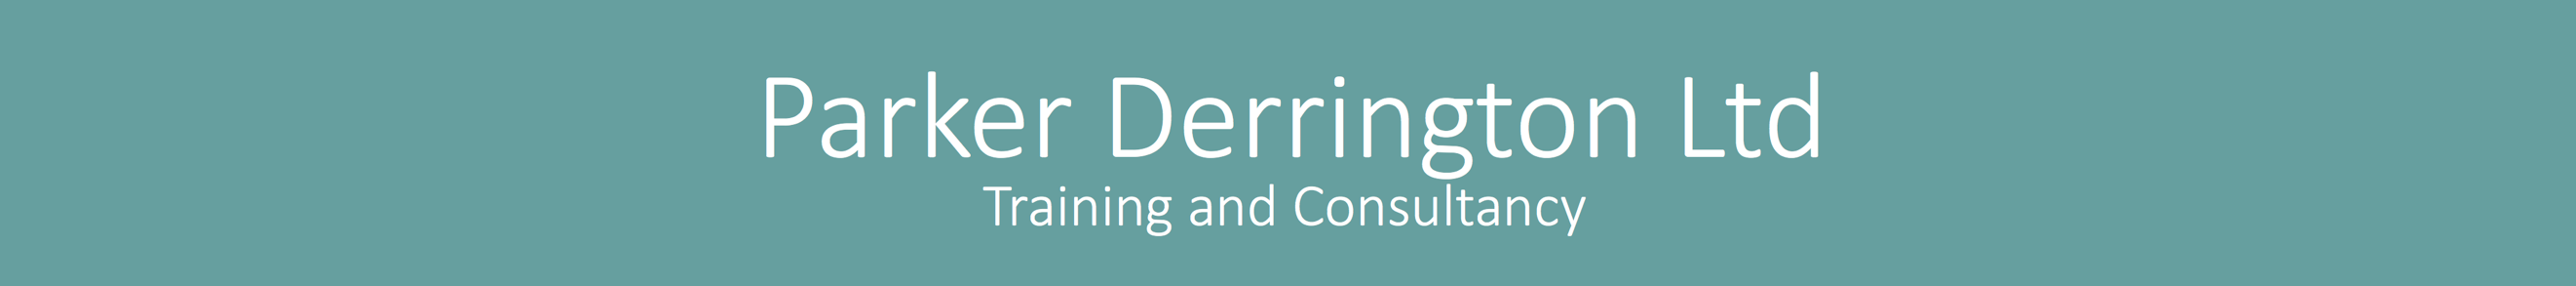 Parker Derrington Ltd
Training and Consultancy